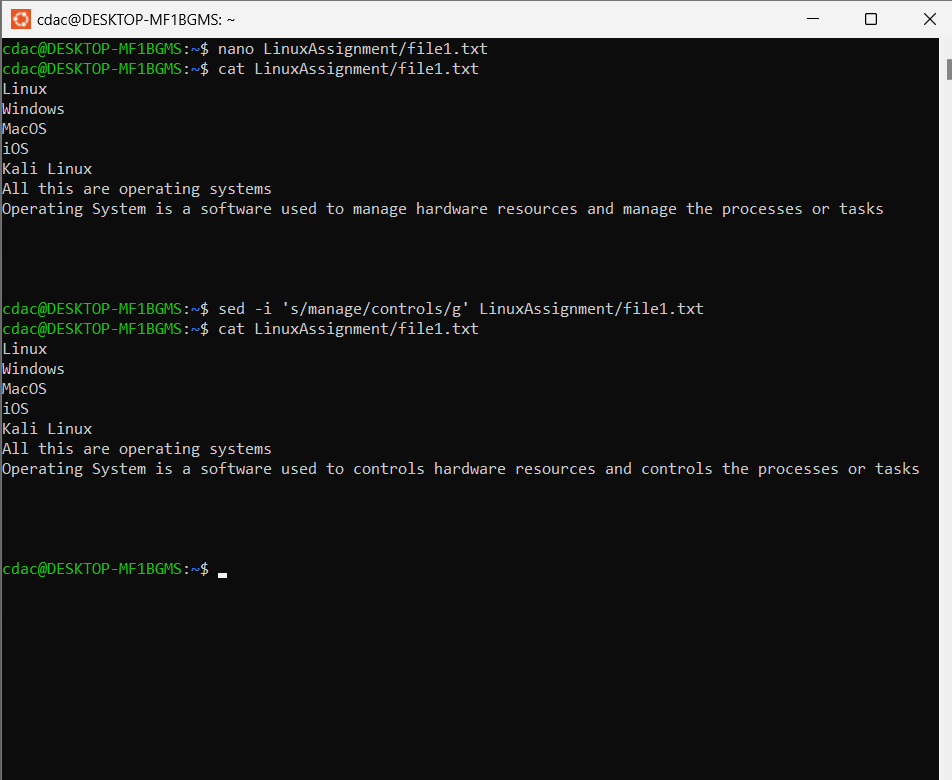 cdac@DESKTOP-MF1BGMS: ~
cdac@DESKTOP-MF1BGMS:~$ nano LinuxAssignment/file1.txt
cdac@DESKTOP-MF1BGMS:~$ cat LinuxAssignment/file1.txt
Linux
Windows
MacOS
iOS
Kali Linux
All this are operating systems
Operating System is a software used to manage hardware resources and manage the processes or tasks
cdac@DESKTOP-MF1BGMS:~$ sed -i 's/manage/controls/g' LinuxAssignment/file1.txt
cdac@DESKTOP-MF1BGMS:~$ cat LinuxAssignment/file1.txt
Linux
Windows
MacOS
iOS
Kali Linux
All this are operating systems
Operating System is a software used to controls hardware resources and controls the processes or tasks
cdac@DESKTOP-MF1BGMS:~$